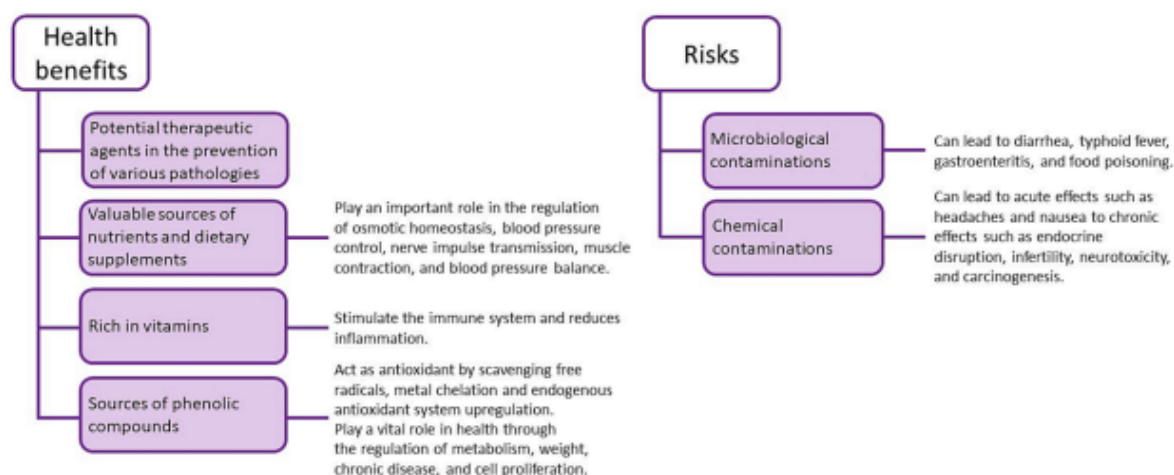 Health
benefits
Potential therapeutic
agents in the prevention
of various pathologies
Valuable sources of
nutrients and dietary
supplements
Play an important role in the regulation
of osmotic homeostasis, blood pressure
control, nerve impulse transmission, muscle
contraction, and blood pressure balance.
Rich in vitamins
Stimulate the immune system and reduces
inflammation.
Sources of phenolic
compounds
Act as antioxidant by scavenging free
radicals, metal chelation and endogenous
antioxidant system upregulation.
Play a vital role in health through
the regulation of metabolism, weight,
chronic disease, and cell proliferation.
Risks
Microbiological
contaminations
Can lead to diarrhea, typhoid fever,
gastroenteritis, and food poisoning.
Chemical
contaminations
Can lead to acute effects such as
headaches and nausea to chronic
effects such as endocrine
disruption, infertility, neurotoxicity,
and carcinogenesis.